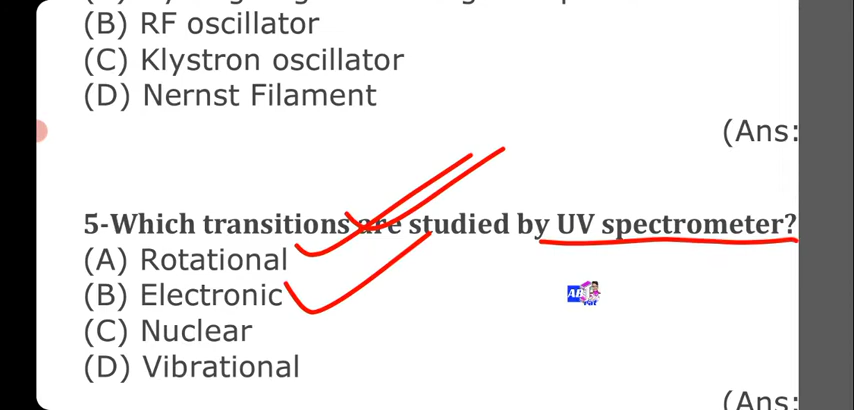 (B) RF oscillator
(C) Klystron oscillator
(D) Nernst Filament
(Ans:
5-Which transitions are studied by UV spectrometer?
(A) Rotational
(B) Electronic
(C) Nuclear
(D) Vibrational
(Ans: